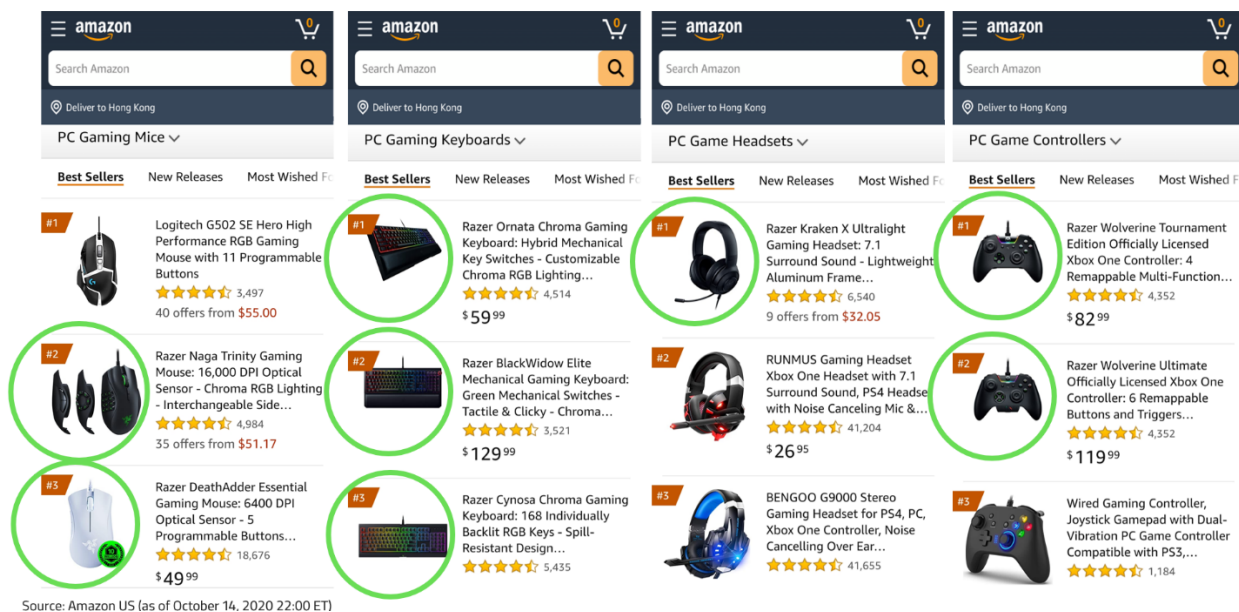 amazon
0
Search Amazon
Deliver to Hong Kong
PC Gaming Mice
Best Sellers New Releases Most Wished Fo
#1
Logitech G502 SE Hero High
Performance RGB Gaming
Mouse with 11 Programmable
Buttons
3,497
40 offers from $55.00
#2
Razer Naga Trinity Gaming
Mouse: 16,000 DPI Optical
Sensor - Chroma RGB Lighting
- Interchangeable Side...
4,984
35 offers from $51.17
#3
Razer DeathAdder Essential
Gaming Mouse: 6400 DPI
Optical Sensor - 5
Programmable Buttons...
18,676
$49.99
amazon
0
Search Amazon
Deliver to Hong Kong
PC Gaming Keyboards
Best Sellers New Releases Most Wished Fo
#1
Razer Ornata Chroma Gaming
Keyboard: Hybrid Mechanical
Key Switches - Customizable
Chroma RGB Lighting...
4,514
$59.99
#2
Razer BlackWidow Elite
Mechanical Gaming Keyboard:
Green Mechanical Switches -
Tactile & Clicky - Chroma...
3,521
$129.99
#3
Razer Cynosa Chroma Gaming
Keyboard: 168 Individually
Backlit RGB Keys - Spill-
Resistant Design...
5,435
amazon
0
Search Amazon
Deliver to Hong Kong
PC Game Headsets
Best Sellers New Releases Most Wished Fo
#1
Razer Kraken X Ultralight
Gaming Headset: 7.1
Surround Sound - Lightweight
Aluminum Frame...
6,540
9 offers from $32.05
#2
RUNMUS Gaming Headset
Xbox One Headset with 7.1
Surround Sound, PS4 Headse
with Noise Canceling Mic &...
41,204
$26.95
#3
BENGOO G9000 Stereo
Gaming Headset for PS4, PC,
Xbox One Controller, Noise
Cancelling Over Ear...
41,655
amazon
0
Search Amazon
Deliver to Hong Kong
PC Game Controllers
Best Sellers New Releases Most Wished F
#1
Razer Wolverine Tournament
Edition Officially Licensed
Xbox One Controller: 4
Remappable Multi-Function...
4,352
$82.99
#2
Razer Wolverine Ultimate
Officially Licensed Xbox One
Controller: 6 Remappable
Buttons and Triggers...
4,352
$119.99
#3
Wired Gaming Controller,
Joystick Gamepad with Dual-
Vibration PC Game Controller
Compatible with PS3,...
1,184
Source: Amazon US (as of October 14, 2020 22:00 ET)